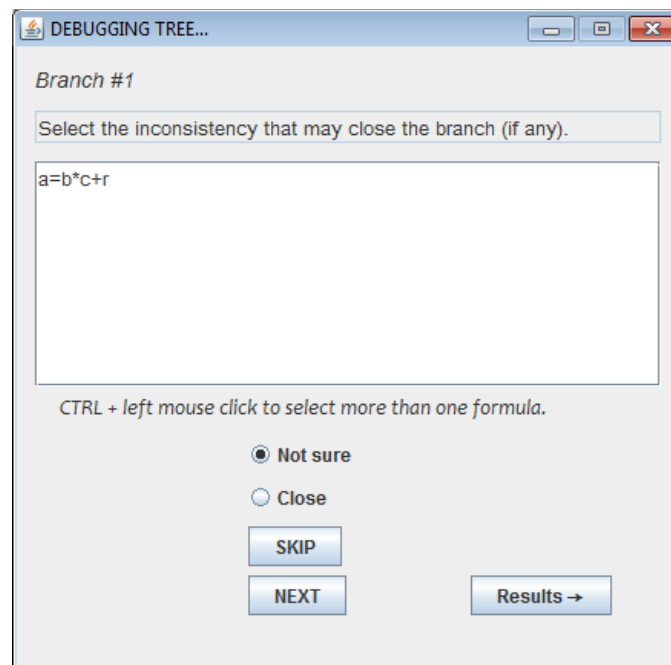 DEBUGGING TREE...
Branch #1
Select the inconsistency that may close the branch (if any).
a=b*c+r
CTRL + left mouse click to select more than one formula.
Not sure
Close
SKIP
NEXT
Results →